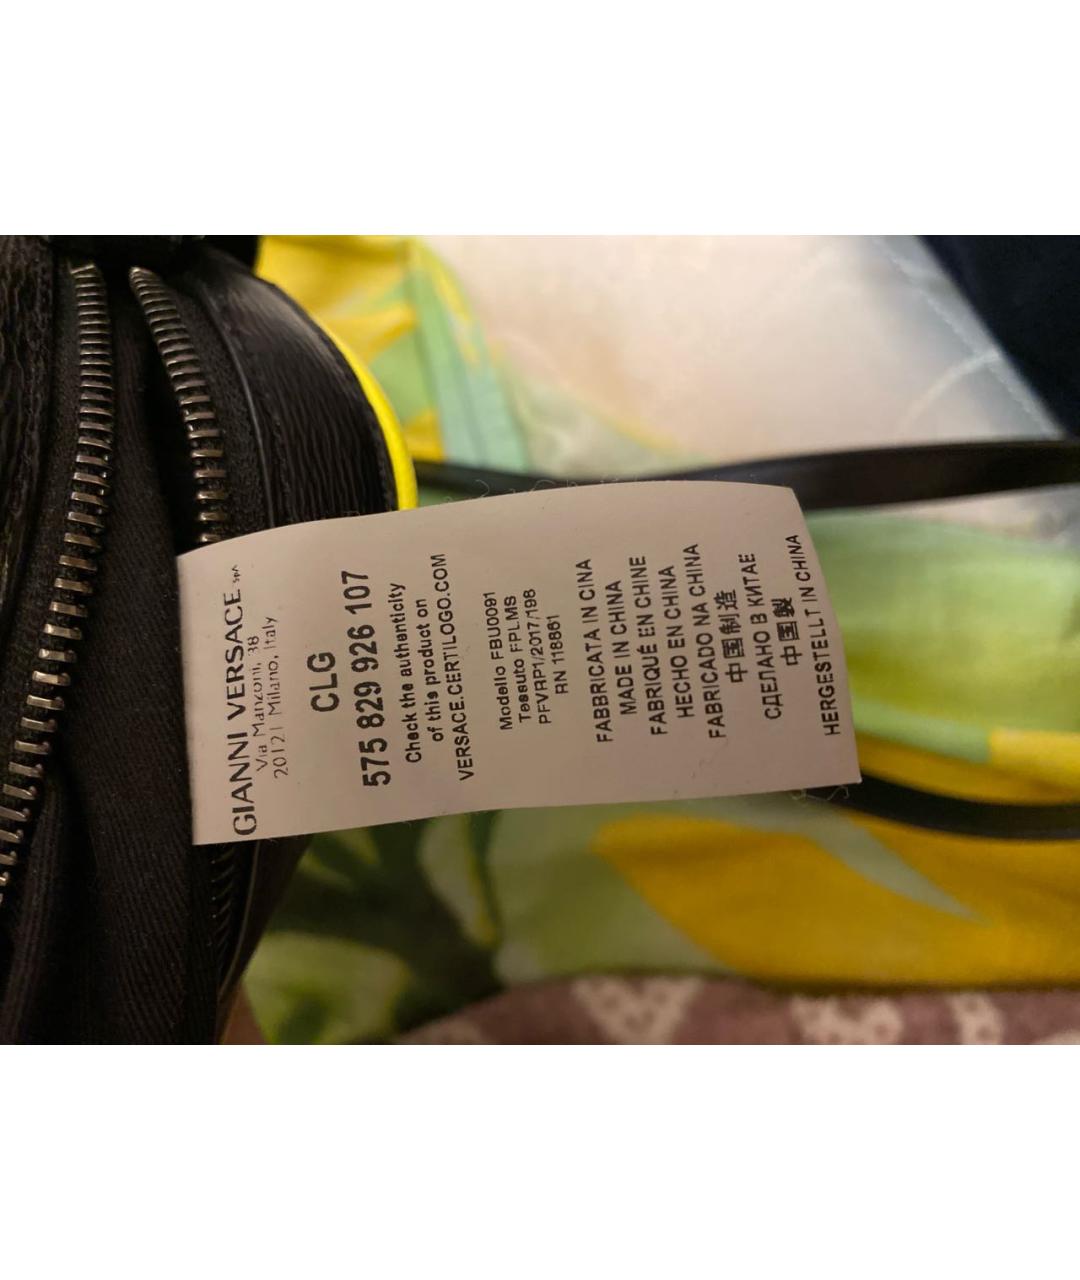 GIANNI VERSACE SpA
Via Manzoni, 38
20121 Milano, Italy
CLG
575 829 926 107
Check the authenticity
of this product on
VERSACE.CERTILOGO.COM
Modello FBU0091
Tessuto FPLMS
PFVRP1/2017/198
RN 118861
FABBRICATA IN CINA
MADE IN CHINA
FABRIQUÉ EN CHINE
HECHO EN CHINA
FABRICADO NA CHINA
中国制造
СДЕЛАНО В КИТАЕ
中国製
HERGESTELLT IN CHINA